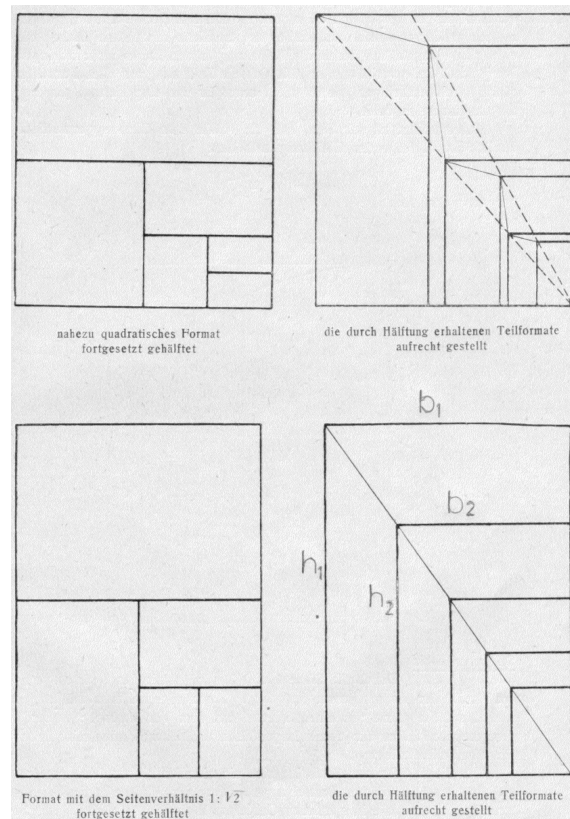 nahezu quadratisches Format
fortgesetzt gehälftet
die durch Hälftung erhaltenen Teilformate
aufrecht gestellt
b₁
b₂
h₁
h₂
Format mit dem Seitenverhältnis 1:√2
fortgesetzt gehälftet
die durch Hälftung erhaltenen Teilformate
aufrecht gestellt